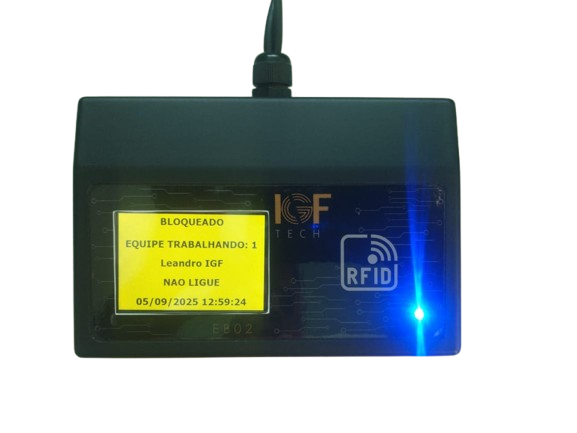 BLOQUEADO
EQUIPE TRABALHANDO: 1
Leandro IGF
NAO LIGUE
05/09/2025 12:59:24
IGF
TECH
RFID
EB02